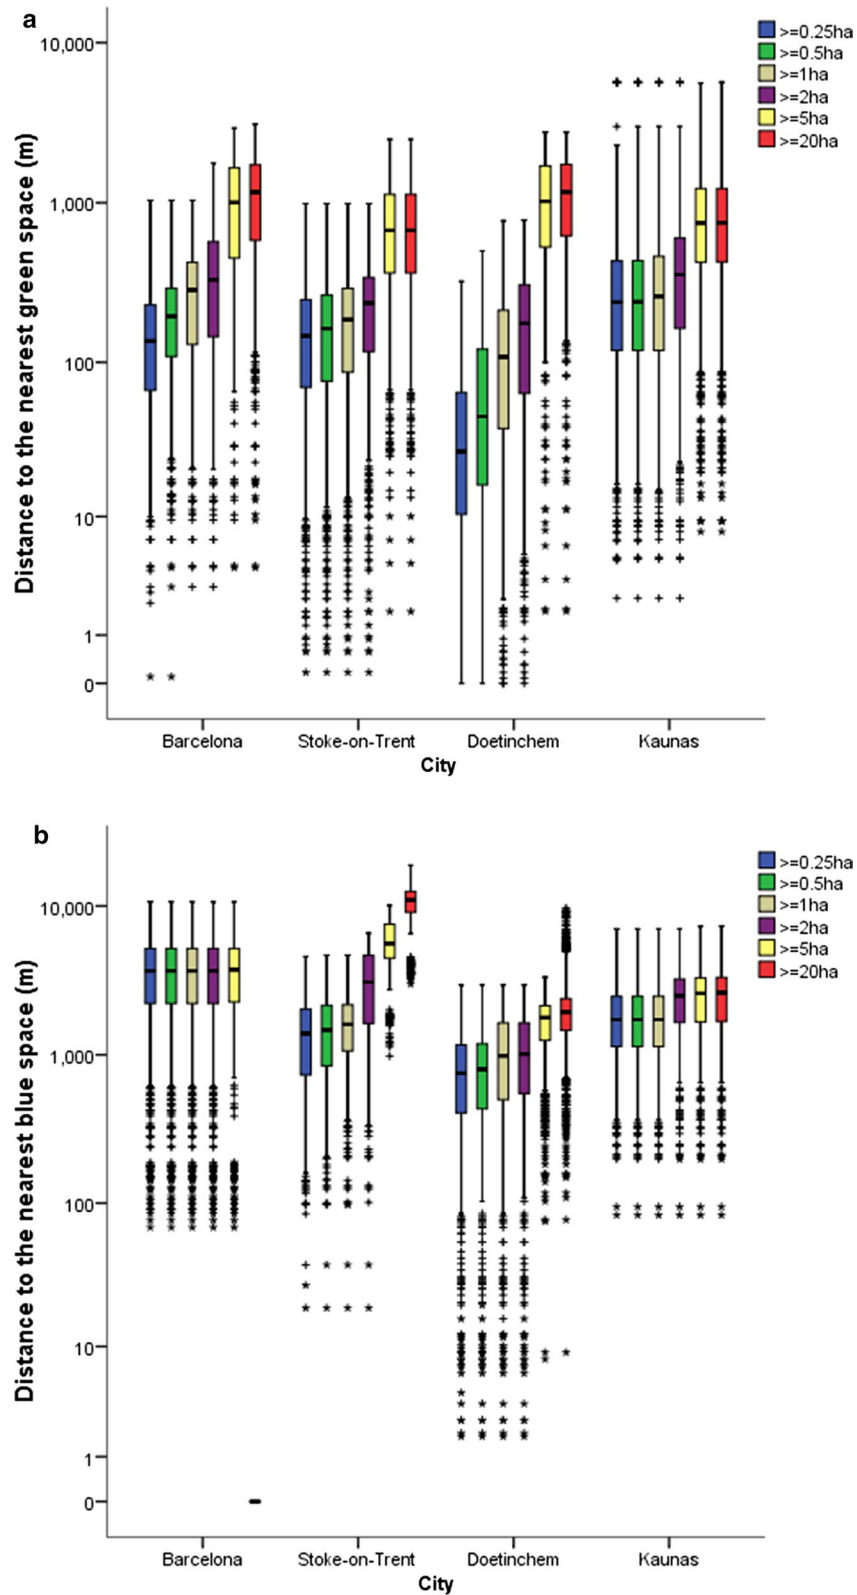 a
10,000
1,000
100
10
1
0
Distance to the nearest green space (m)
>=0.25ha
>=0.5ha
>=1ha
>=2ha
>=5ha
>=20ha
Barcelona
Stoke-on-Trent
Doetinchem
Kaunas
City
b
10,000
1,000
100
10
1
0
Distance to the nearest blue space (m)
>=0.25ha
>=0.5ha
>=1ha
>=2ha
>=5ha
>=20ha
Barcelona
Stoke-on-Trent
Doetinchem
Kaunas
City